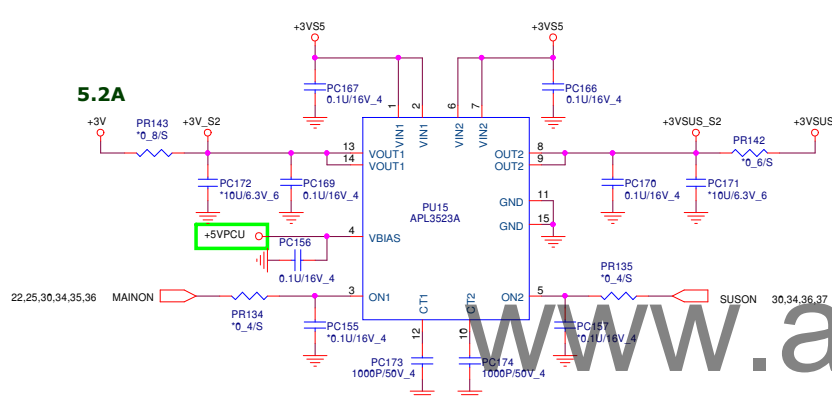 +3VS5
+3VS5
PC167
0.1U/16V_4
PC166
0.1U/16V_4
5.2A
1
2
6
7
+3V
PR143
*0_8/S
+3V_S2
VIN1
VIN1
VIN2
VIN2
+3VSUS_S2
PR142
*0_6/S
+3VSUS
13
VOUT1
14
VOUT1
8
OUT2
9
OUT2
PC172
*10U/6.3V_6
PC169
0.1U/16V_4
PC170
0.1U/16V_4
PC171
*10U/6.3V_6
PU15
APL3523A
11
GND
15
GND
+5VPCU
PC156
0.1U/16V_4
4
VBIAS
22,25,30,34,35,36
MAINON
PR134
*0_4/S
3
ON1
5
ON2
PR135
*0_4/S
SUSON
30,34,36,37
CT1
CT2
PC155
*0.1U/16V_4
12
10
PC157
*0.1U/16V_4
PC173
1000P/50V_4
PC174
1000P/50V_4
www.a